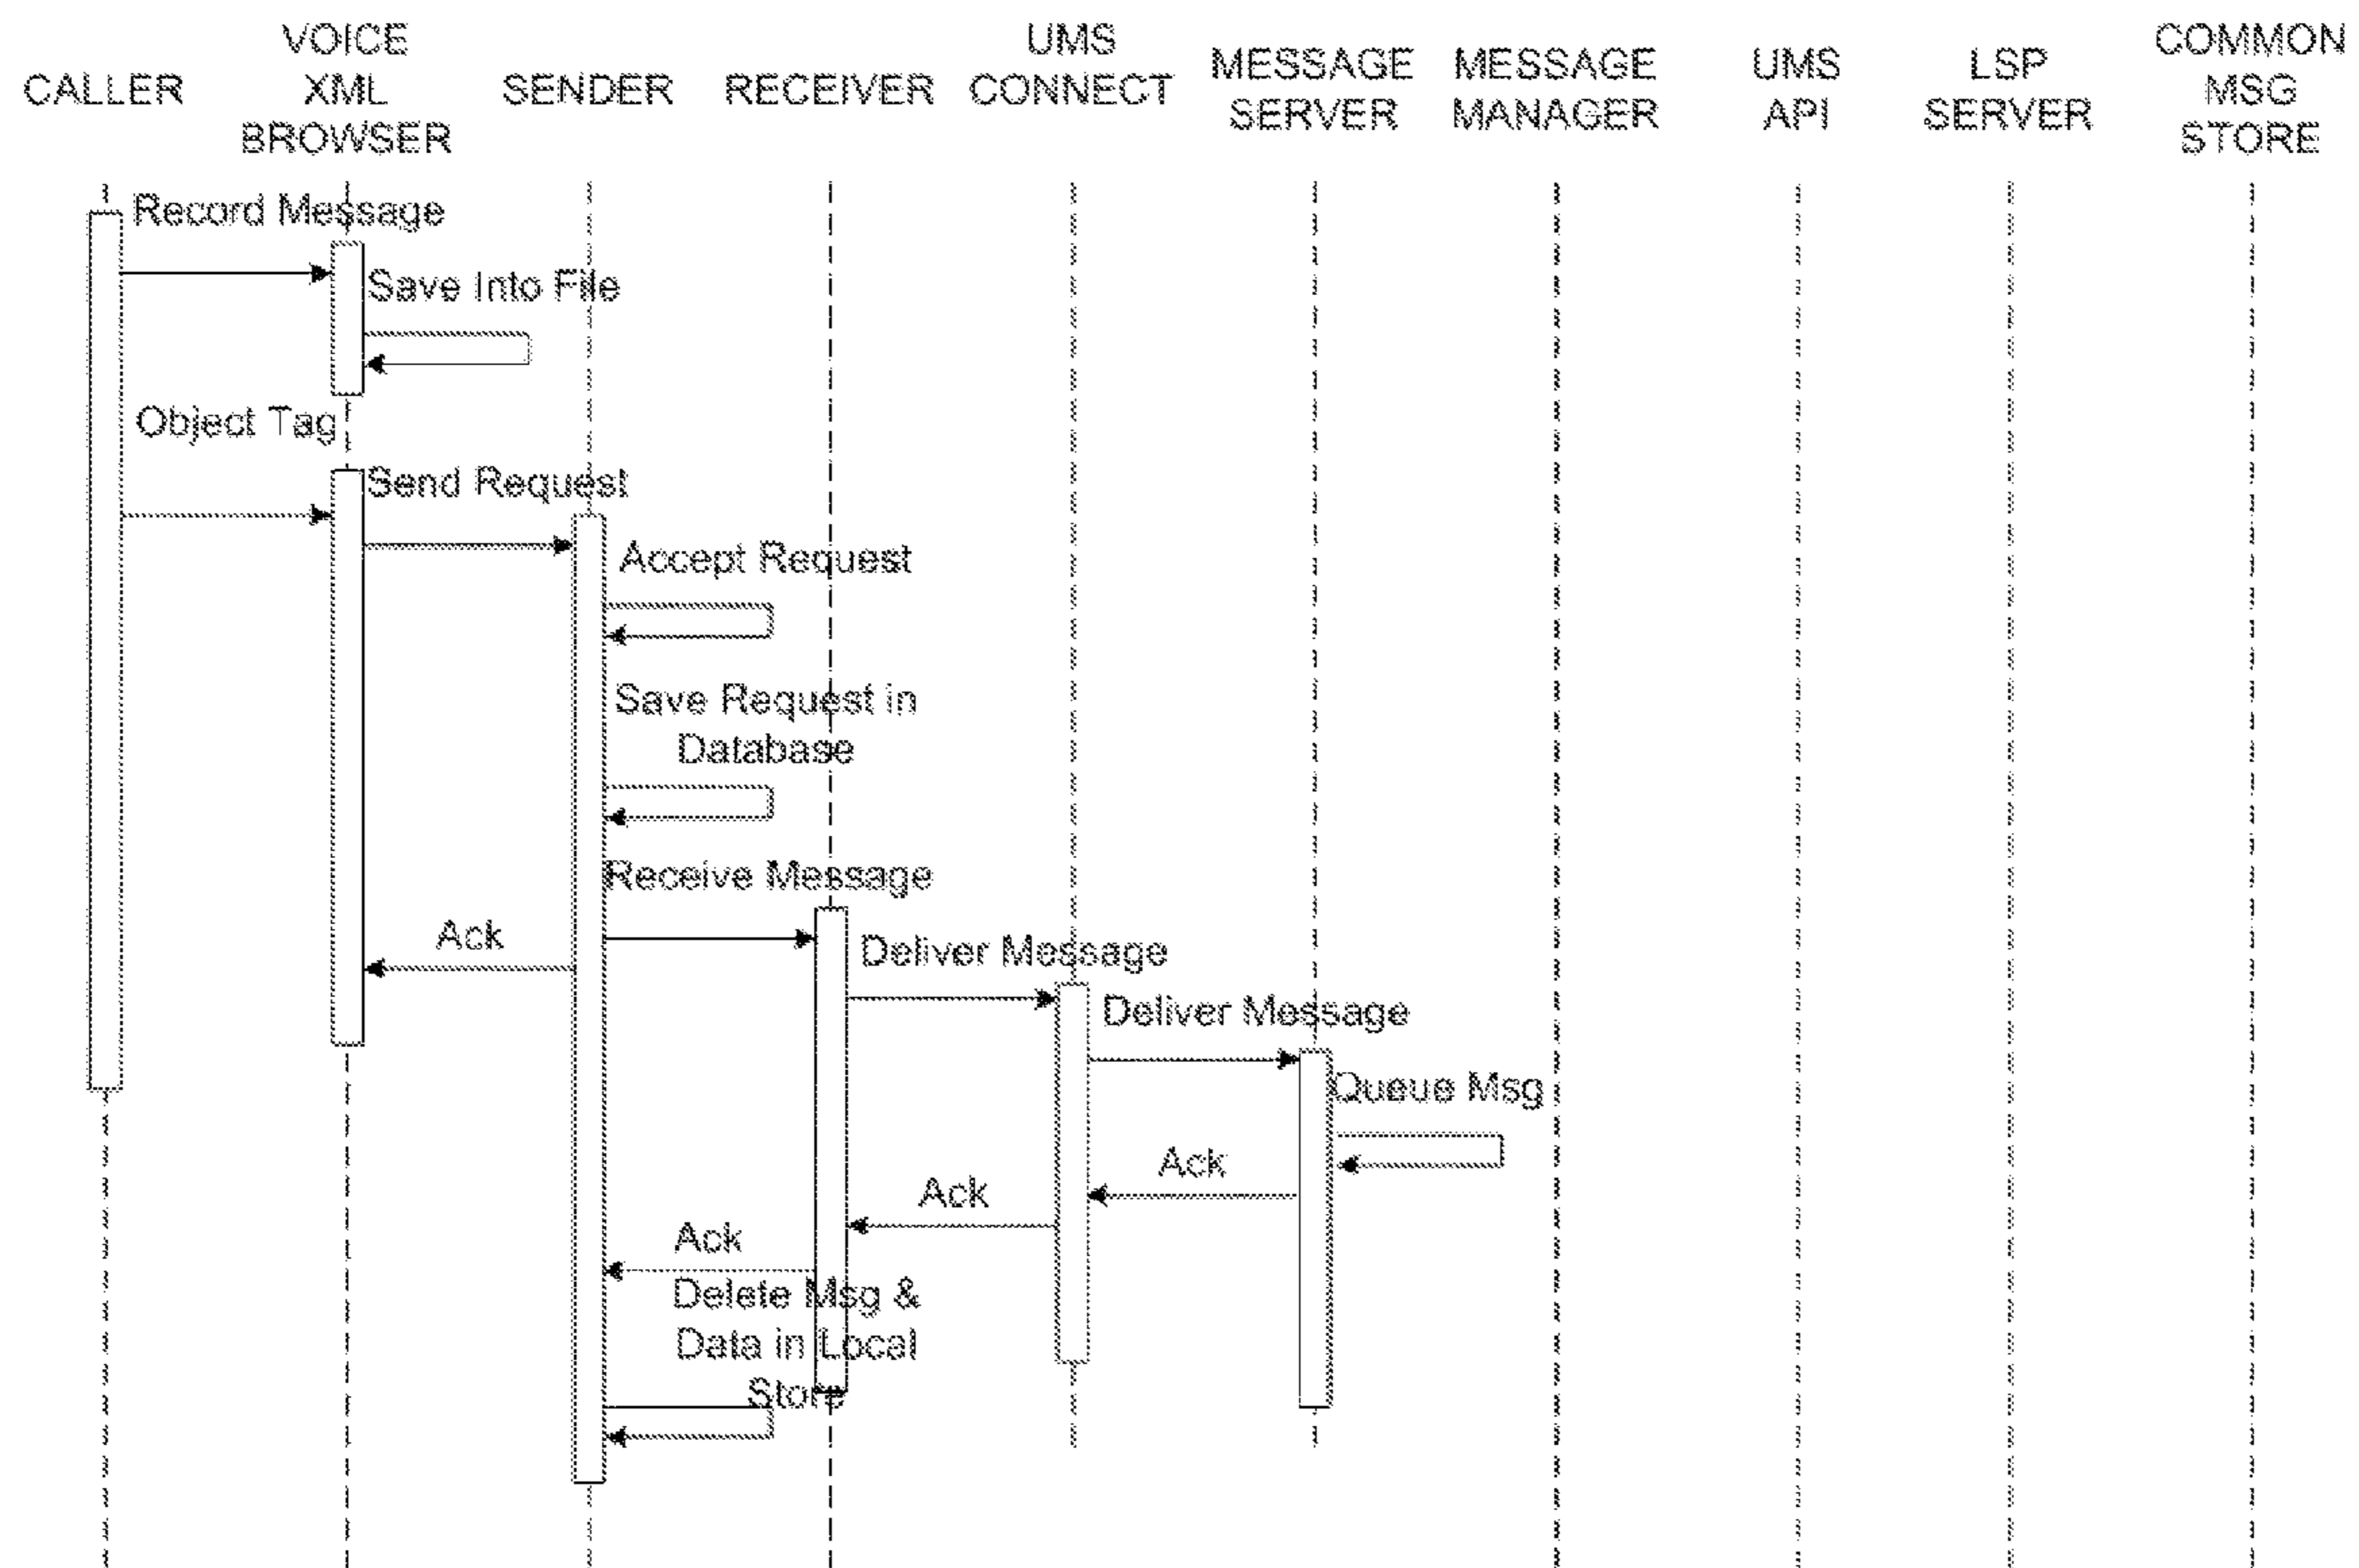 CALLER
VOICE
XML
BROWSER
SENDER
RECEIVER
UMS
CONNECT
MESSAGE
SERVER
MESSAGE
MANAGER
UMS
API
LSP
SERVER
COMMON
MSG
STORE
Record Message
Save Into File
Object Tag
Send Request
Accept Request
Save Request in
Database
Receive Message
Ack
Deliver Message
Deliver Message
Queue Msg
Ack
Ack
Ack
Delete Msg &
Data in Local
Store